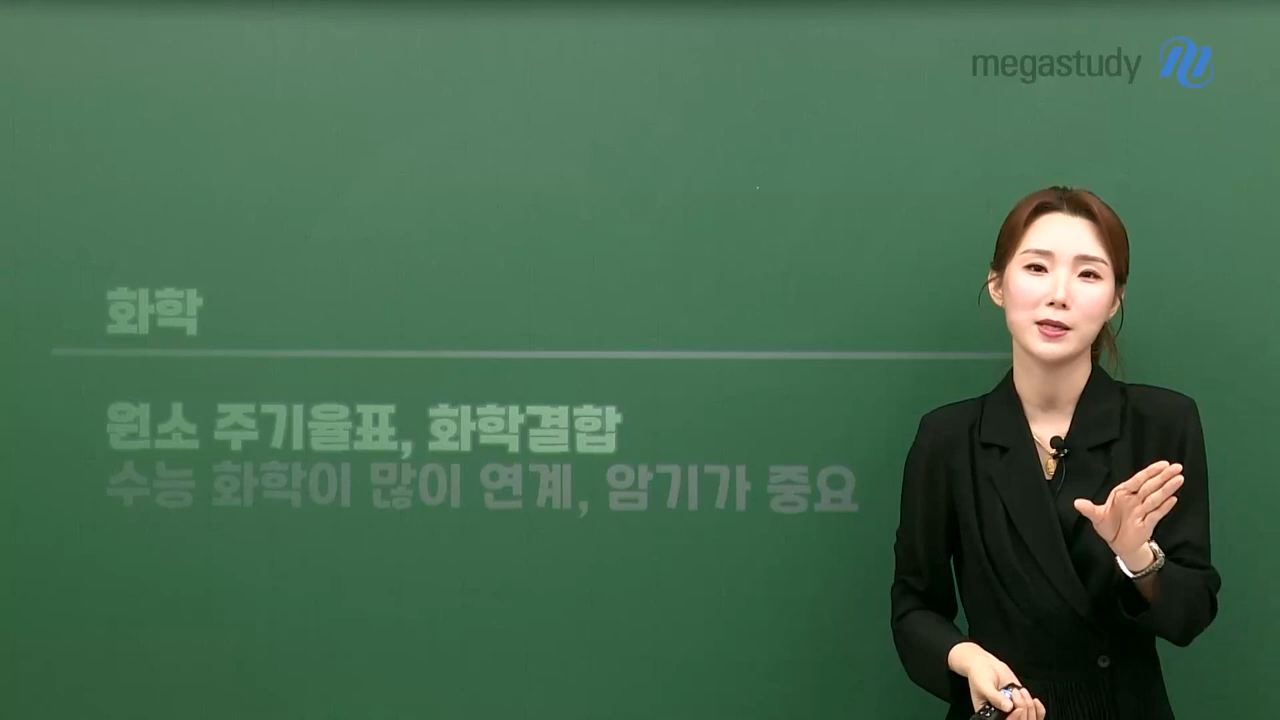 megastudy
화학
원소 주기율표, 화학결합
수능 화학이 많이 연계, 암기가 중요